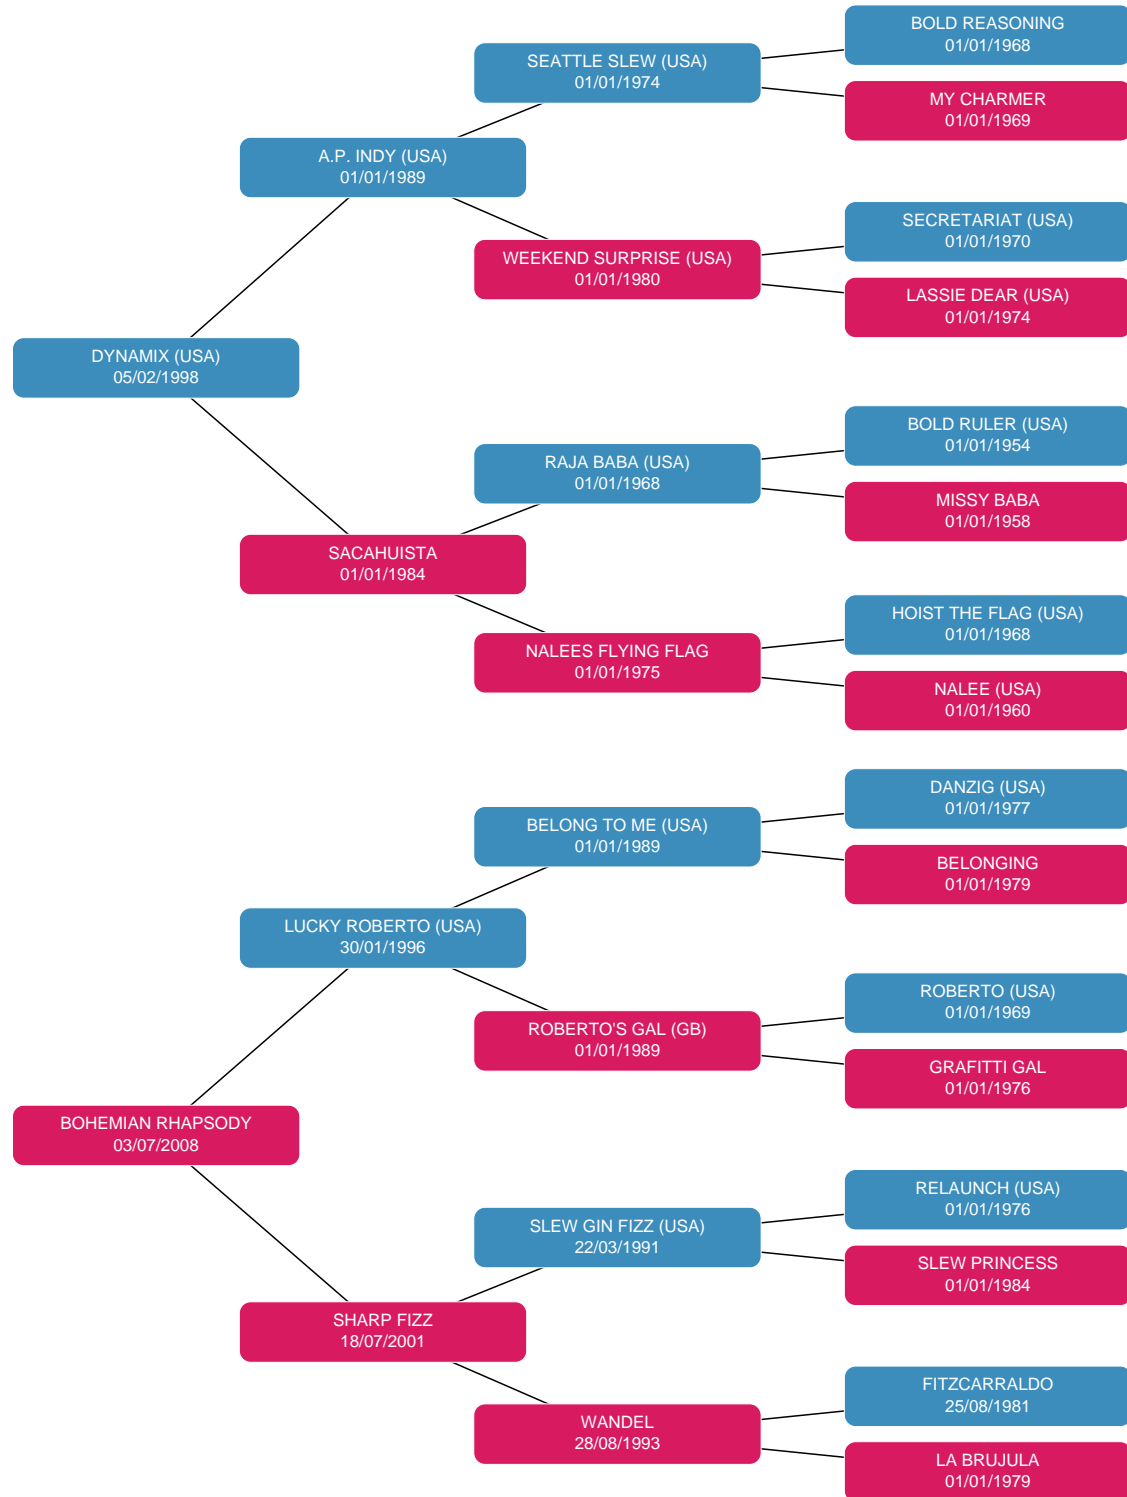 BOLD REASONING
01/01/1968
SEATTLE SLEW (USA)
01/01/1974
MY CHARMER
01/01/1969
A.P. INDY (USA)
01/01/1989
SECRETARIAT (USA)
01/01/1970
WEEKEND SURPRISE (USA)
01/01/1980
LASSIE DEAR (USA)
01/01/1974
DYNAMIX (USA)
05/02/1998
BOLD RULER (USA)
01/01/1954
RAJA BABA (USA)
01/01/1968
MISSY BABA
01/01/1958
SACAHUISTA
01/01/1984
HOIST THE FLAG (USA)
01/01/1968
NALEES FLYING FLAG
01/01/1975
NALEE (USA)
01/01/1960
DANZIG (USA)
01/01/1977
BELONG TO ME (USA)
01/01/1989
BELONGING
01/01/1979
LUCKY ROBERTO (USA)
30/01/1996
ROBERTO (USA)
01/01/1969
ROBERTO'S GAL (GB)
01/01/1989
GRAFITTI GAL
01/01/1976
BOHEMIAN RHAPSODY
03/07/2008
RELAUNCH (USA)
01/01/1976
SLEW GIN FIZZ (USA)
22/03/1991
SLEW PRINCESS
01/01/1984
SHARP FIZZ
18/07/2001
FITZCARRALDO
25/08/1981
WANDEL
28/08/1993
LA BRUJULA
01/01/1979